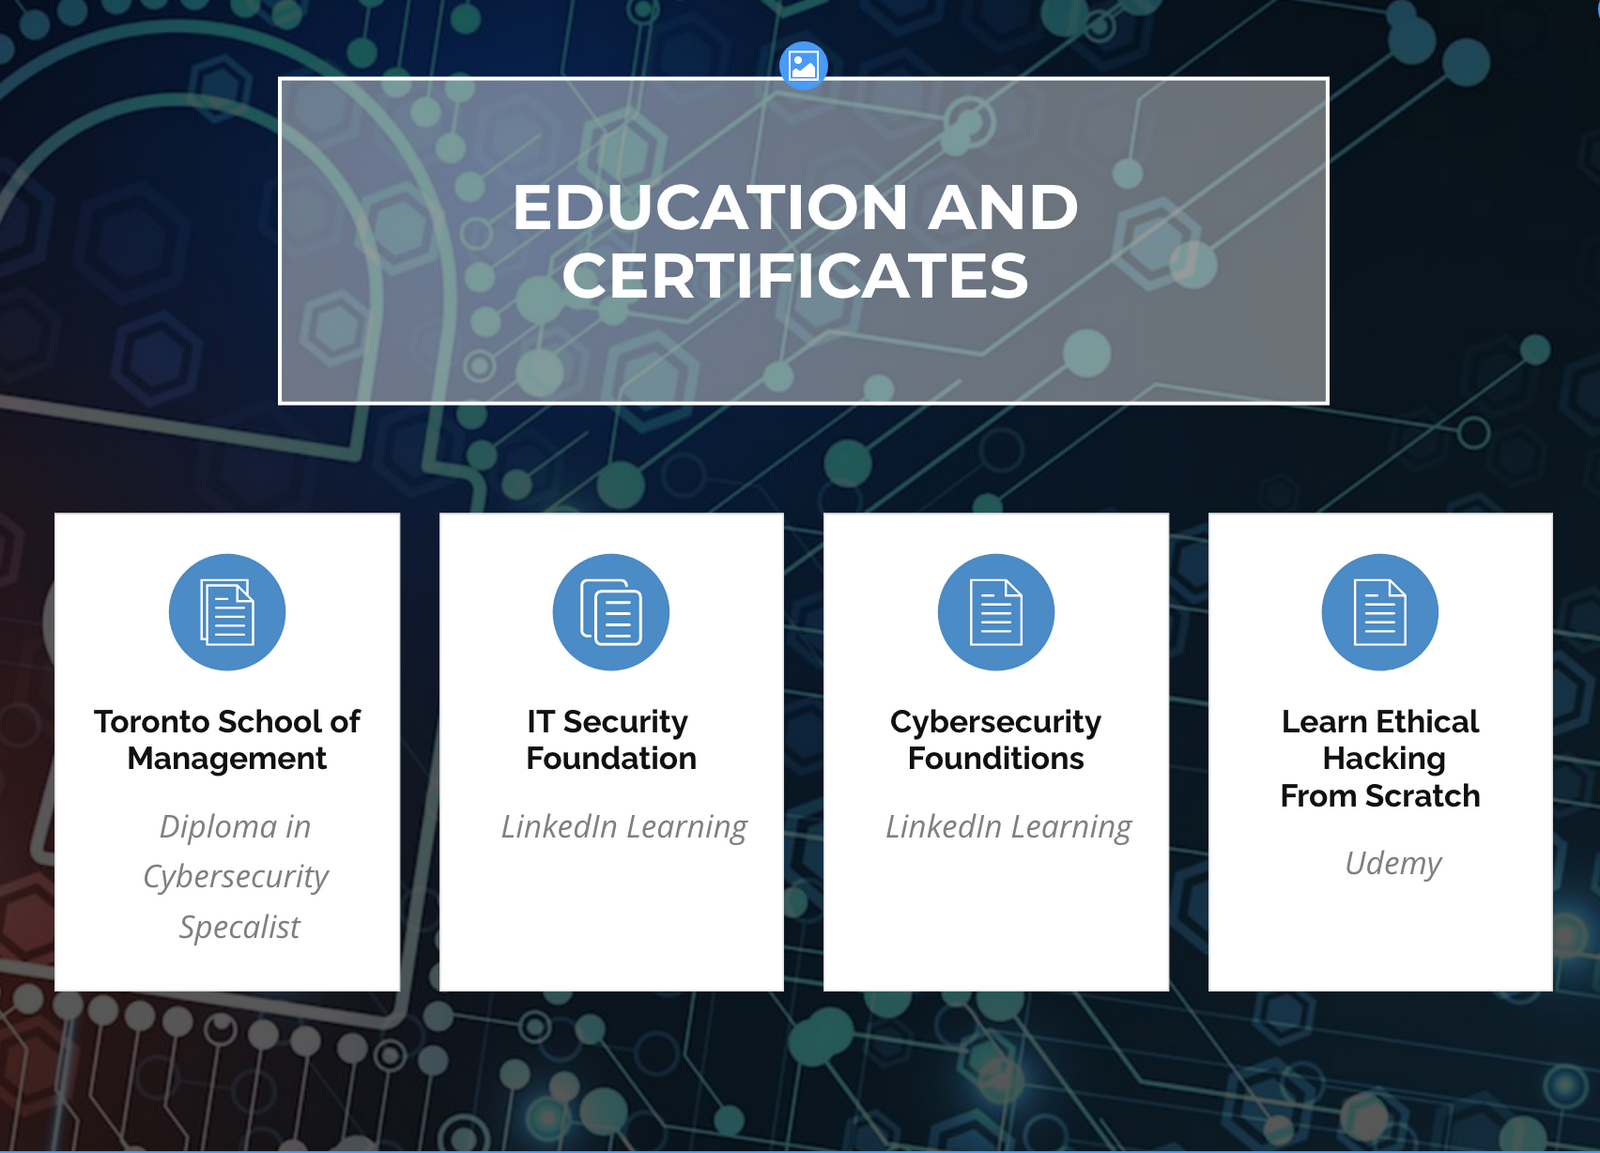 EDUCATION AND
CERTIFICATES
Toronto School of
Management
Diploma in
Cybersecurity
Specalist
IT Security
Foundation
LinkedIn Learning
Cybersecurity
Founditions
LinkedIn Learning
Learn Ethical
Hacking
From Scratch
Udemy